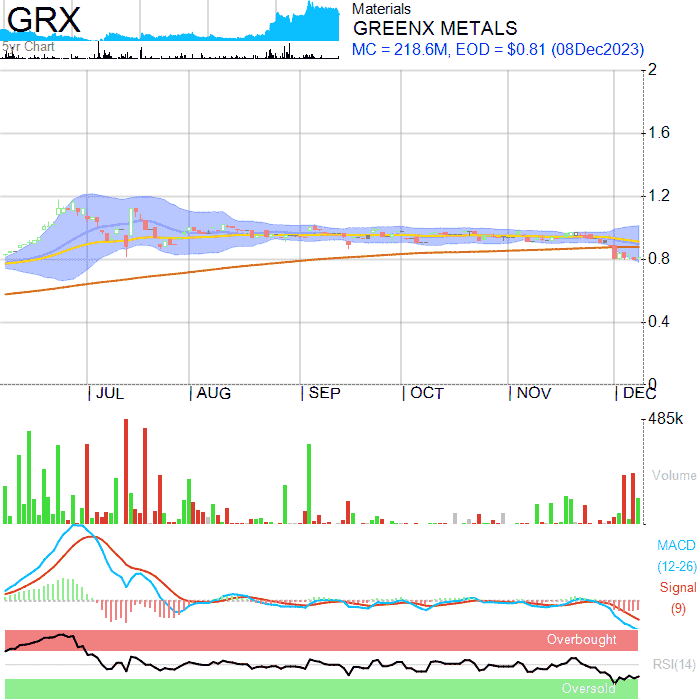 GRX
5yr Chart
Materials
GREENX METALS
MC = 218.6M, EOD = $0.81 (08Dec2023)
2
1.6
1.2
0.8
0.4
0
JUL AUG SEP OCT NOV DEC
485k
Volume
MACD
(12-26)
Signal
(9)
Overbought
RSI(14)
Oversold